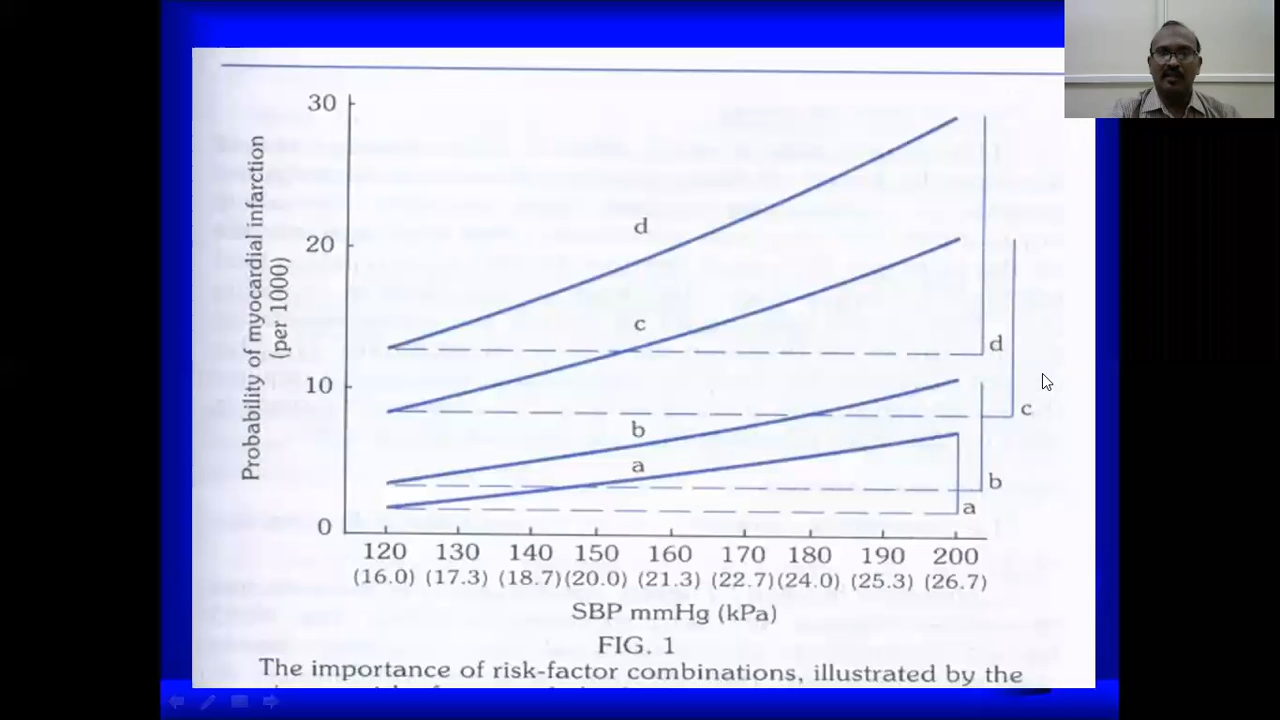 30
20
10
0
Probability of myocardial infarction
(per 1000)
d
c
b
a
d
c
b
a
120 130 140 150 160 170 180 190 200
(16.0) (17.3) (18.7) (20.0) (21.3) (22.7) (24.0) (25.3) (26.7)
SBP mmHg (kPa)
FIG. 1
The importance of risk-factor combinations, illustrated by the